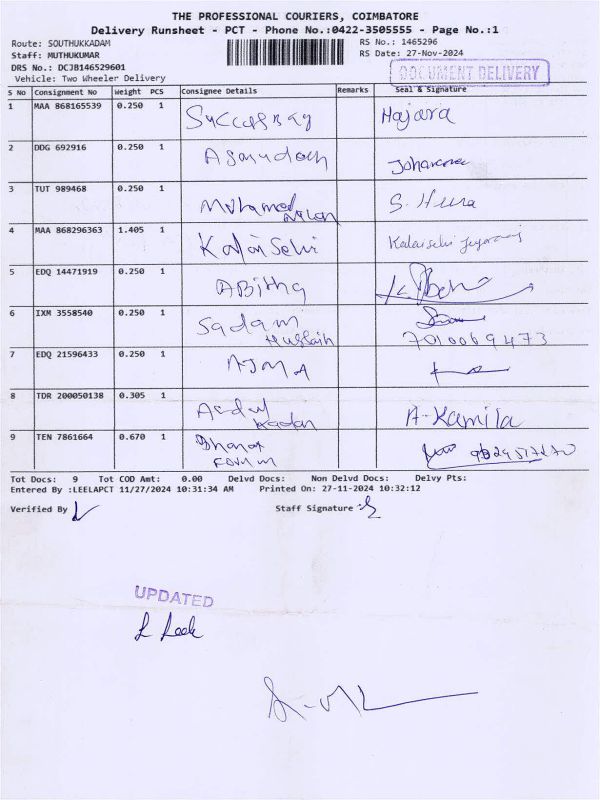 THE PROFESSIONAL COURIERS, COIMBATORE
Delivery Runsheet - PCT - Phone No.:0422-3505555 - Page No.:1
Route: SOUTHUKKADAM RS No.: 1465296
Staff: MUTHUKUMAR RS Date: 27-Nov-2024
DRS No.: DCJB146529601
DOCUMENT DELIVERY
Vehicle: Two Wheeler Delivery
S No Consignment No Weight PCS Consignee Details Remarks Seal & Signature
1 MAA 868165539 0.250 1 Hajara
2 DDG 692916 0.250 1
3 TUT 989468 0.250 1 Mohamed S. Heera
4 MAA 868296363 1.405 1 Kalai Selvi Kalaiselvi
5 EDQ 14471919 0.250 1 ABitha
6 IXM 3558540 0.250 1 Sadam Hussain 7010069473
7 EDQ 21596433 0.250 1 AJMA
8 TDR 200050138 0.305 1 Abdul Kadar A-Kamila
9 TEN 7861664 0.670 1 Bharat
Tot Docs: 9 Tot COD Amt: 0.00 Delvd Docs: Non Delvd Docs: Delvy Pts:
Entered By :LEELAPCT 11/27/2024 10:31:34 AM Printed On: 27-11-2024 10:32:12
Verified By Staff Signature :
UPDATED